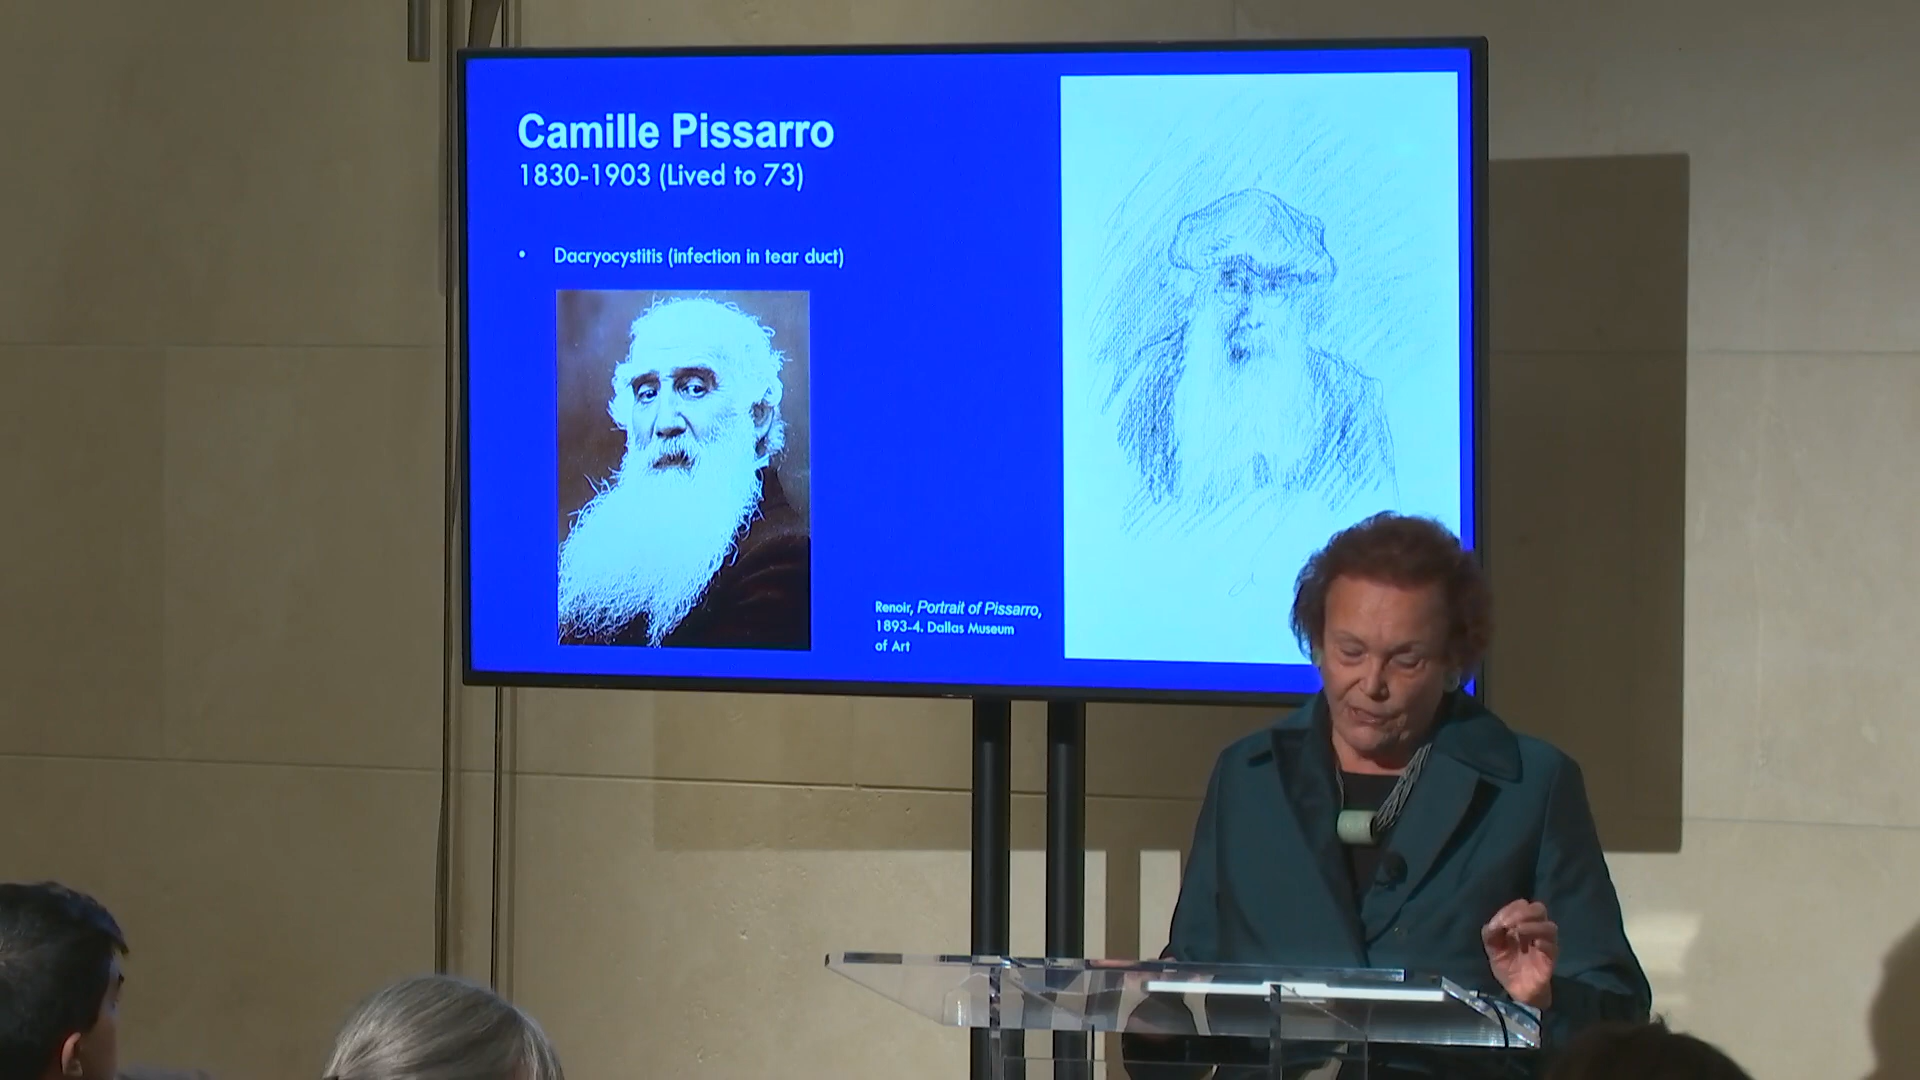 Camille Pissarro
1830-1903 (Lived to 73)
• Dacryocystitis (infection in tear duct)
Renoir, Portrait of Pissarro,
1893-4. Dallas Museum
of Art